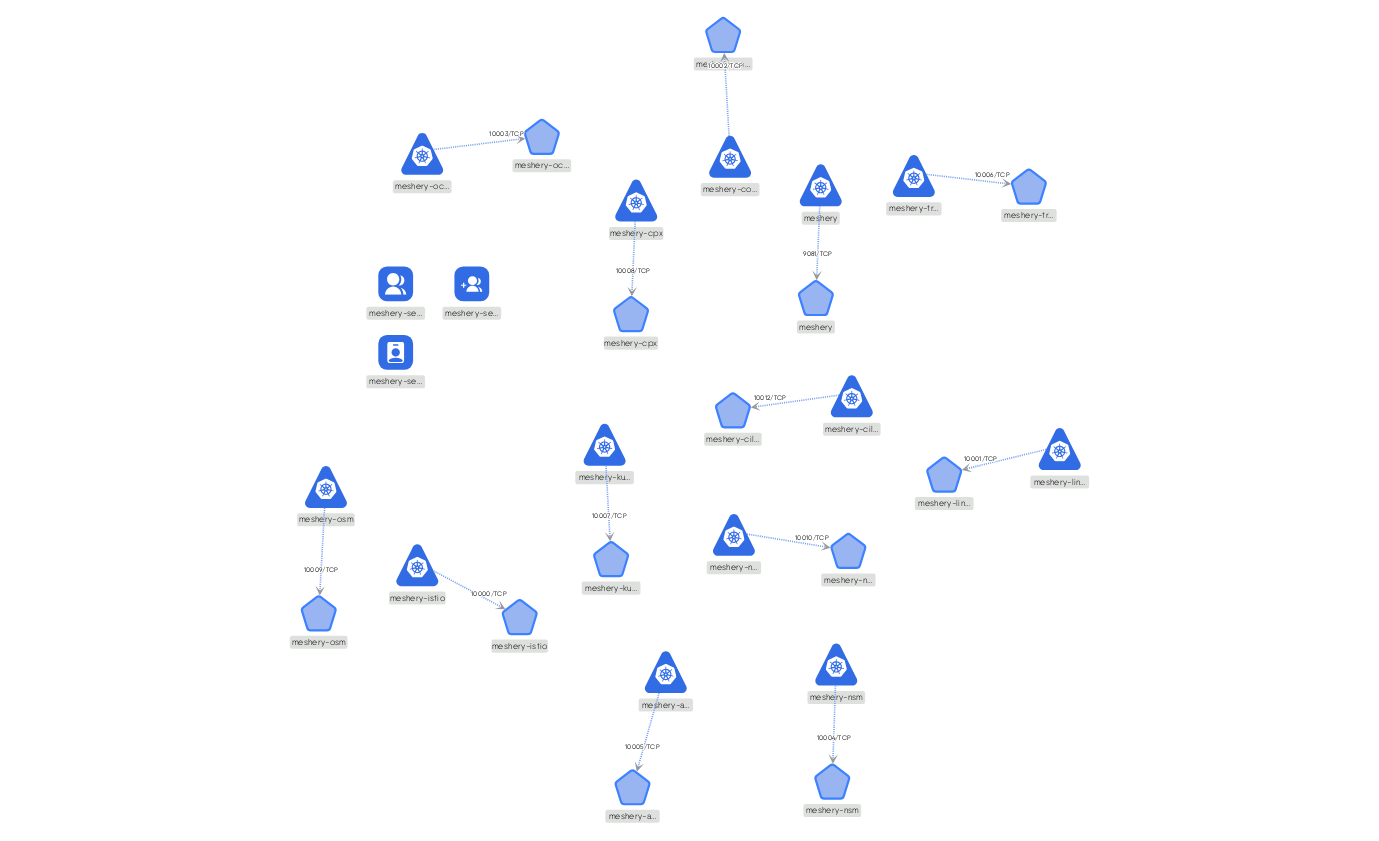 10002/TCP
10003/TCP
meshery-oc...
meshery-oc...
meshery-co...
10006/TCP
meshery-tr...
meshery-tr...
meshery
meshery-cpx
9081/TCP
10008/TCP
meshery-se...
meshery-se...
meshery
meshery-cpx
meshery-se...
10012/TCP
meshery-cil...
meshery-cil...
10001/TCP
meshery-ku...
meshery-lin...
meshery-lin...
meshery-osm
10007/TCP
10010/TCP
meshery-n...
meshery-n...
10009/TCP
meshery-ku...
meshery-istio
10000/TCP
meshery-osm
meshery-istio
meshery-nsm
meshery-a...
10004/TCP
10005/TCP
meshery-nsm
meshery-a...